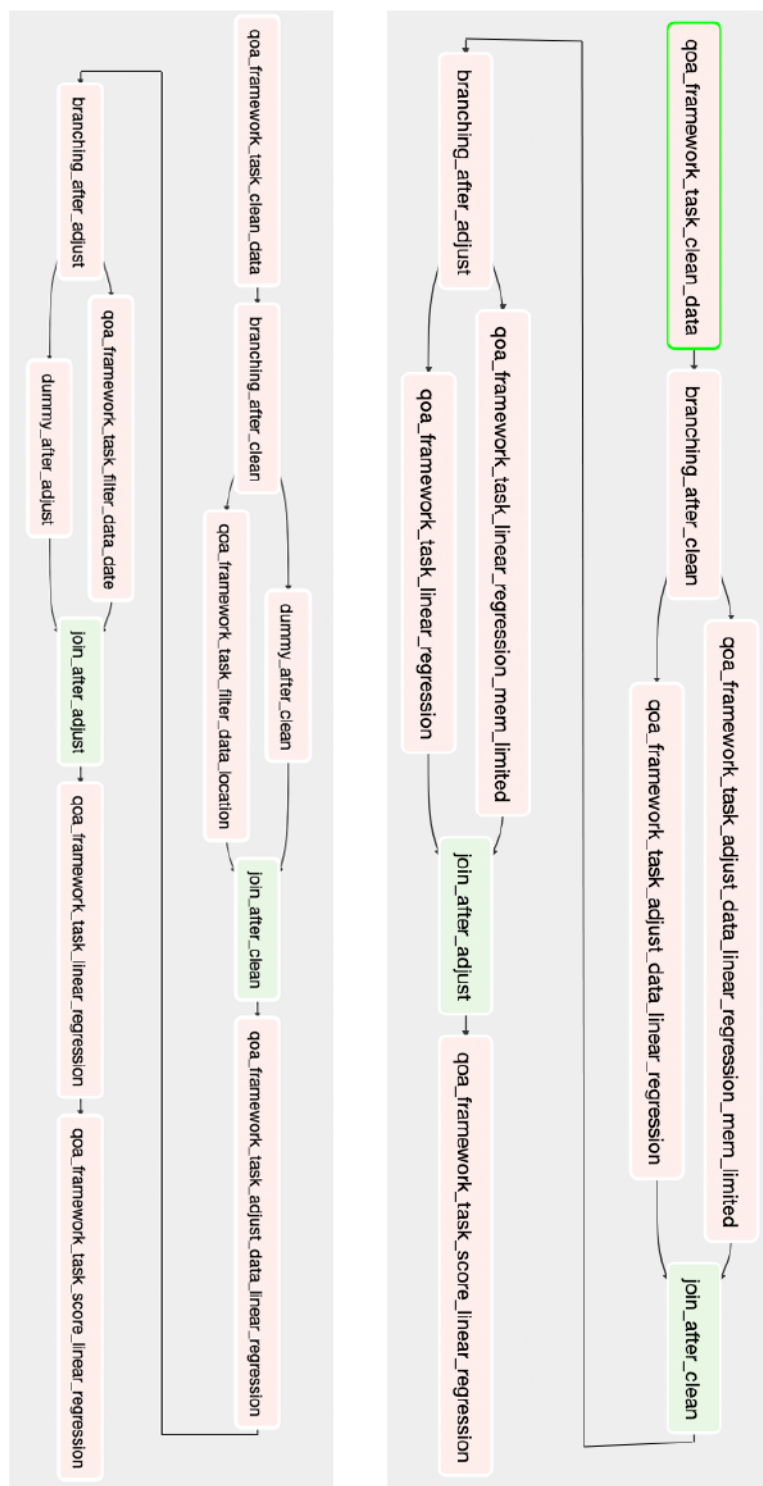 qoa_framework_task_clean_data
branching_after_clean
dummy_after_clean
qoa_framework_task_filter_data_location
join_after_clean
qoa_framework_task_adjust_data_linear_regression
branching_after_adjust
qoa_framework_task_filter_data_date
dummy_after_adjust
join_after_adjust
qoa_framework_task_linear_regression
qoa_framework_task_score_linear_regression
qoa_framework_task_clean_data
branching_after_clean
qoa_framework_task_adjust_data_linear_regression_mem_limited
qoa_framework_task_adjust_data_linear_regression
join_after_clean
branching_after_adjust
qoa_framework_task_linear_regression_mem_limited
qoa_framework_task_linear_regression
join_after_adjust
qoa_framework_task_score_linear_regression